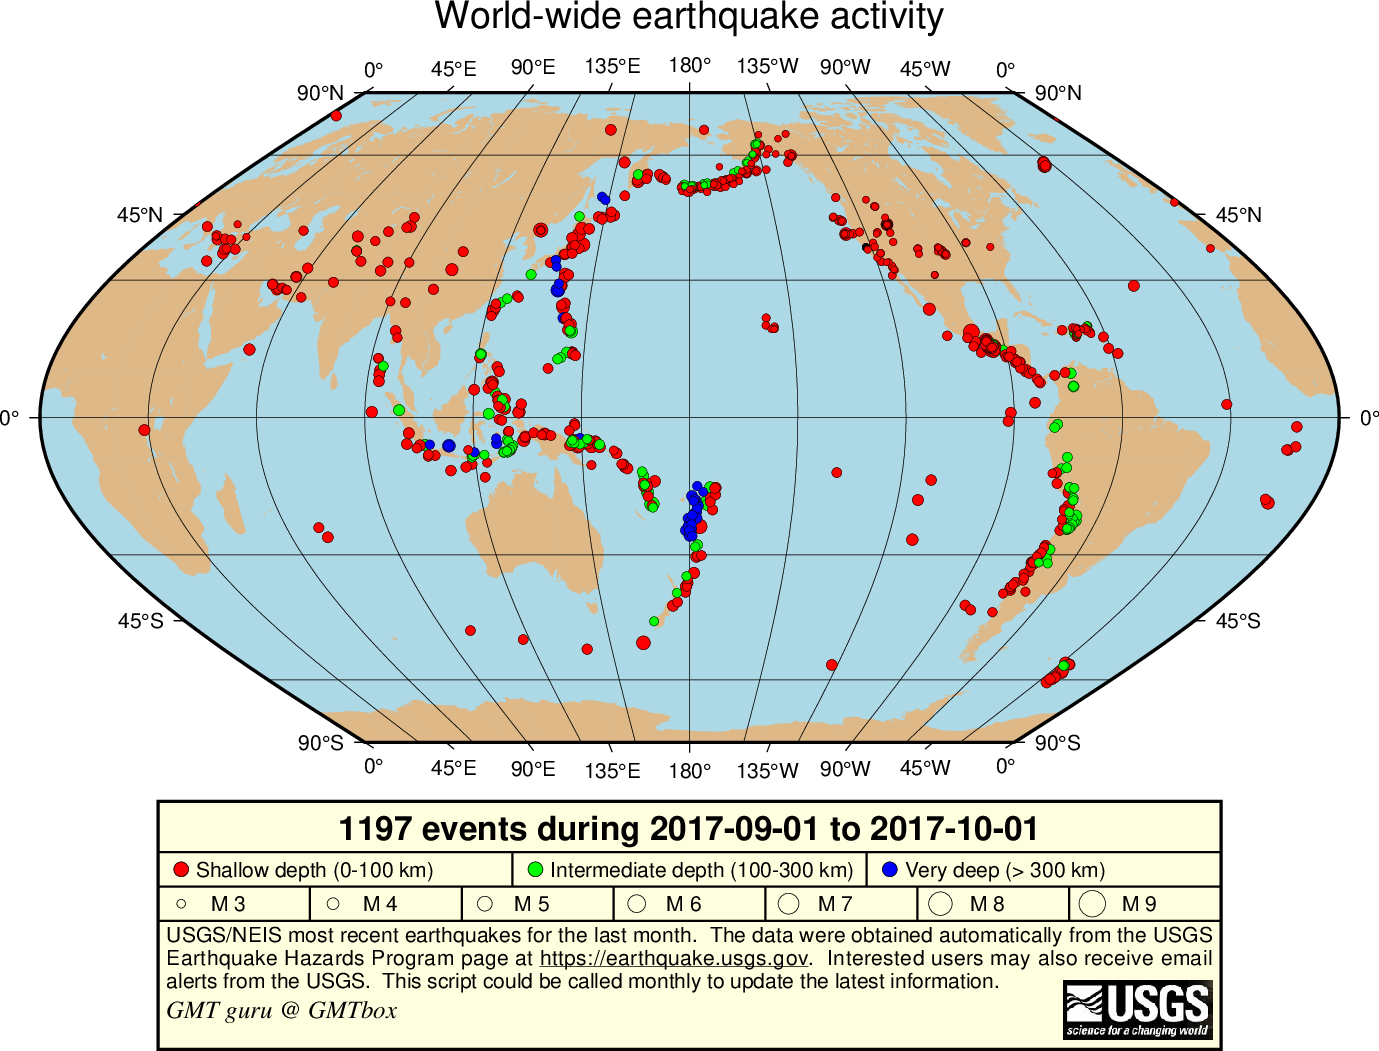 World-wide earthquake activity
0° 45°E 90°E 135°E 180° 135°W 90°W 45°W 0°
90°N 90°N
45°N 45°N
0° 0°
45°S 45°S
90°S 90°S
0° 45°E 90°E 135°E 180° 135°W 90°W 45°W 0°
1197 events during 2017-09-01 to 2017-10-01
Shallow depth (0-100 km) Intermediate depth (100-300 km) Very deep (> 300 km)
M 3 M 4 M 5 M 6 M 7 M 8 M 9
USGS/NEIS most recent earthquakes for the last month. The data were obtained automatically from the USGS
Earthquake Hazards Program page at https://earthquake.usgs.gov. Interested users may also receive email
alerts from the USGS. This script could be called monthly to update the latest information.
GMT guru @ GMTbox
USGS
science for a changing world